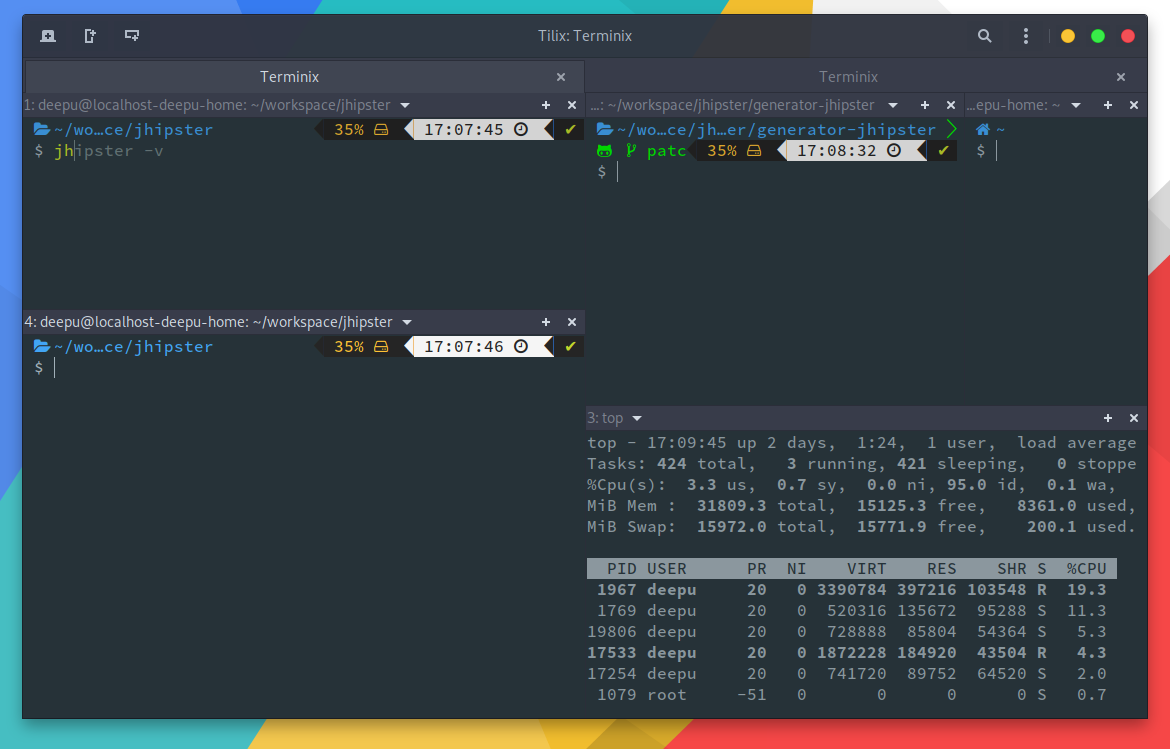 Tilix: Terminix
Terminix
Terminix
1: deepu@localhost-deepu-home: ~/workspace/jhipster
~/wo…ce/jhipster 35% 17:07:45 ✔
$ jhipster -v
4: deepu@localhost-deepu-home: ~/workspace/jhipster
~/wo…ce/jhipster 35% 17:07:46 ✔
$
…: ~/workspace/jhipster/generator-jhipster
~/wo…ce/jh…er/generator-jhipster
patc 35% 17:08:32 ✔
$
…epu-home: ~
~
$
3: top
top - 17:09:45 up 2 days,  1:24,  1 user,  load average
Tasks: 424 total,   3 running, 421 sleeping,   0 stoppe
%Cpu(s):  3.3 us,  0.7 sy,  0.0 ni, 95.0 id,  0.1 wa,
MiB Mem :  31809.3 total,  15125.3 free,   8361.0 used,
MiB Swap:  15972.0 total,  15771.9 free,    200.1 used.
PID USER PR NI VIRT RES SHR S %CPU
1967 deepu 20 0 3390784 397216 103548 R 19.3
1769 deepu 20 0 520316 135672 95288 S 11.3
19806 deepu 20 0 728888 85804 54364 S 5.3
17533 deepu 20 0 1872228 184920 43504 R 4.3
17254 deepu 20 0 741720 89752 64520 S 2.0
1079 root -51 0 0 0 0 S 0.7